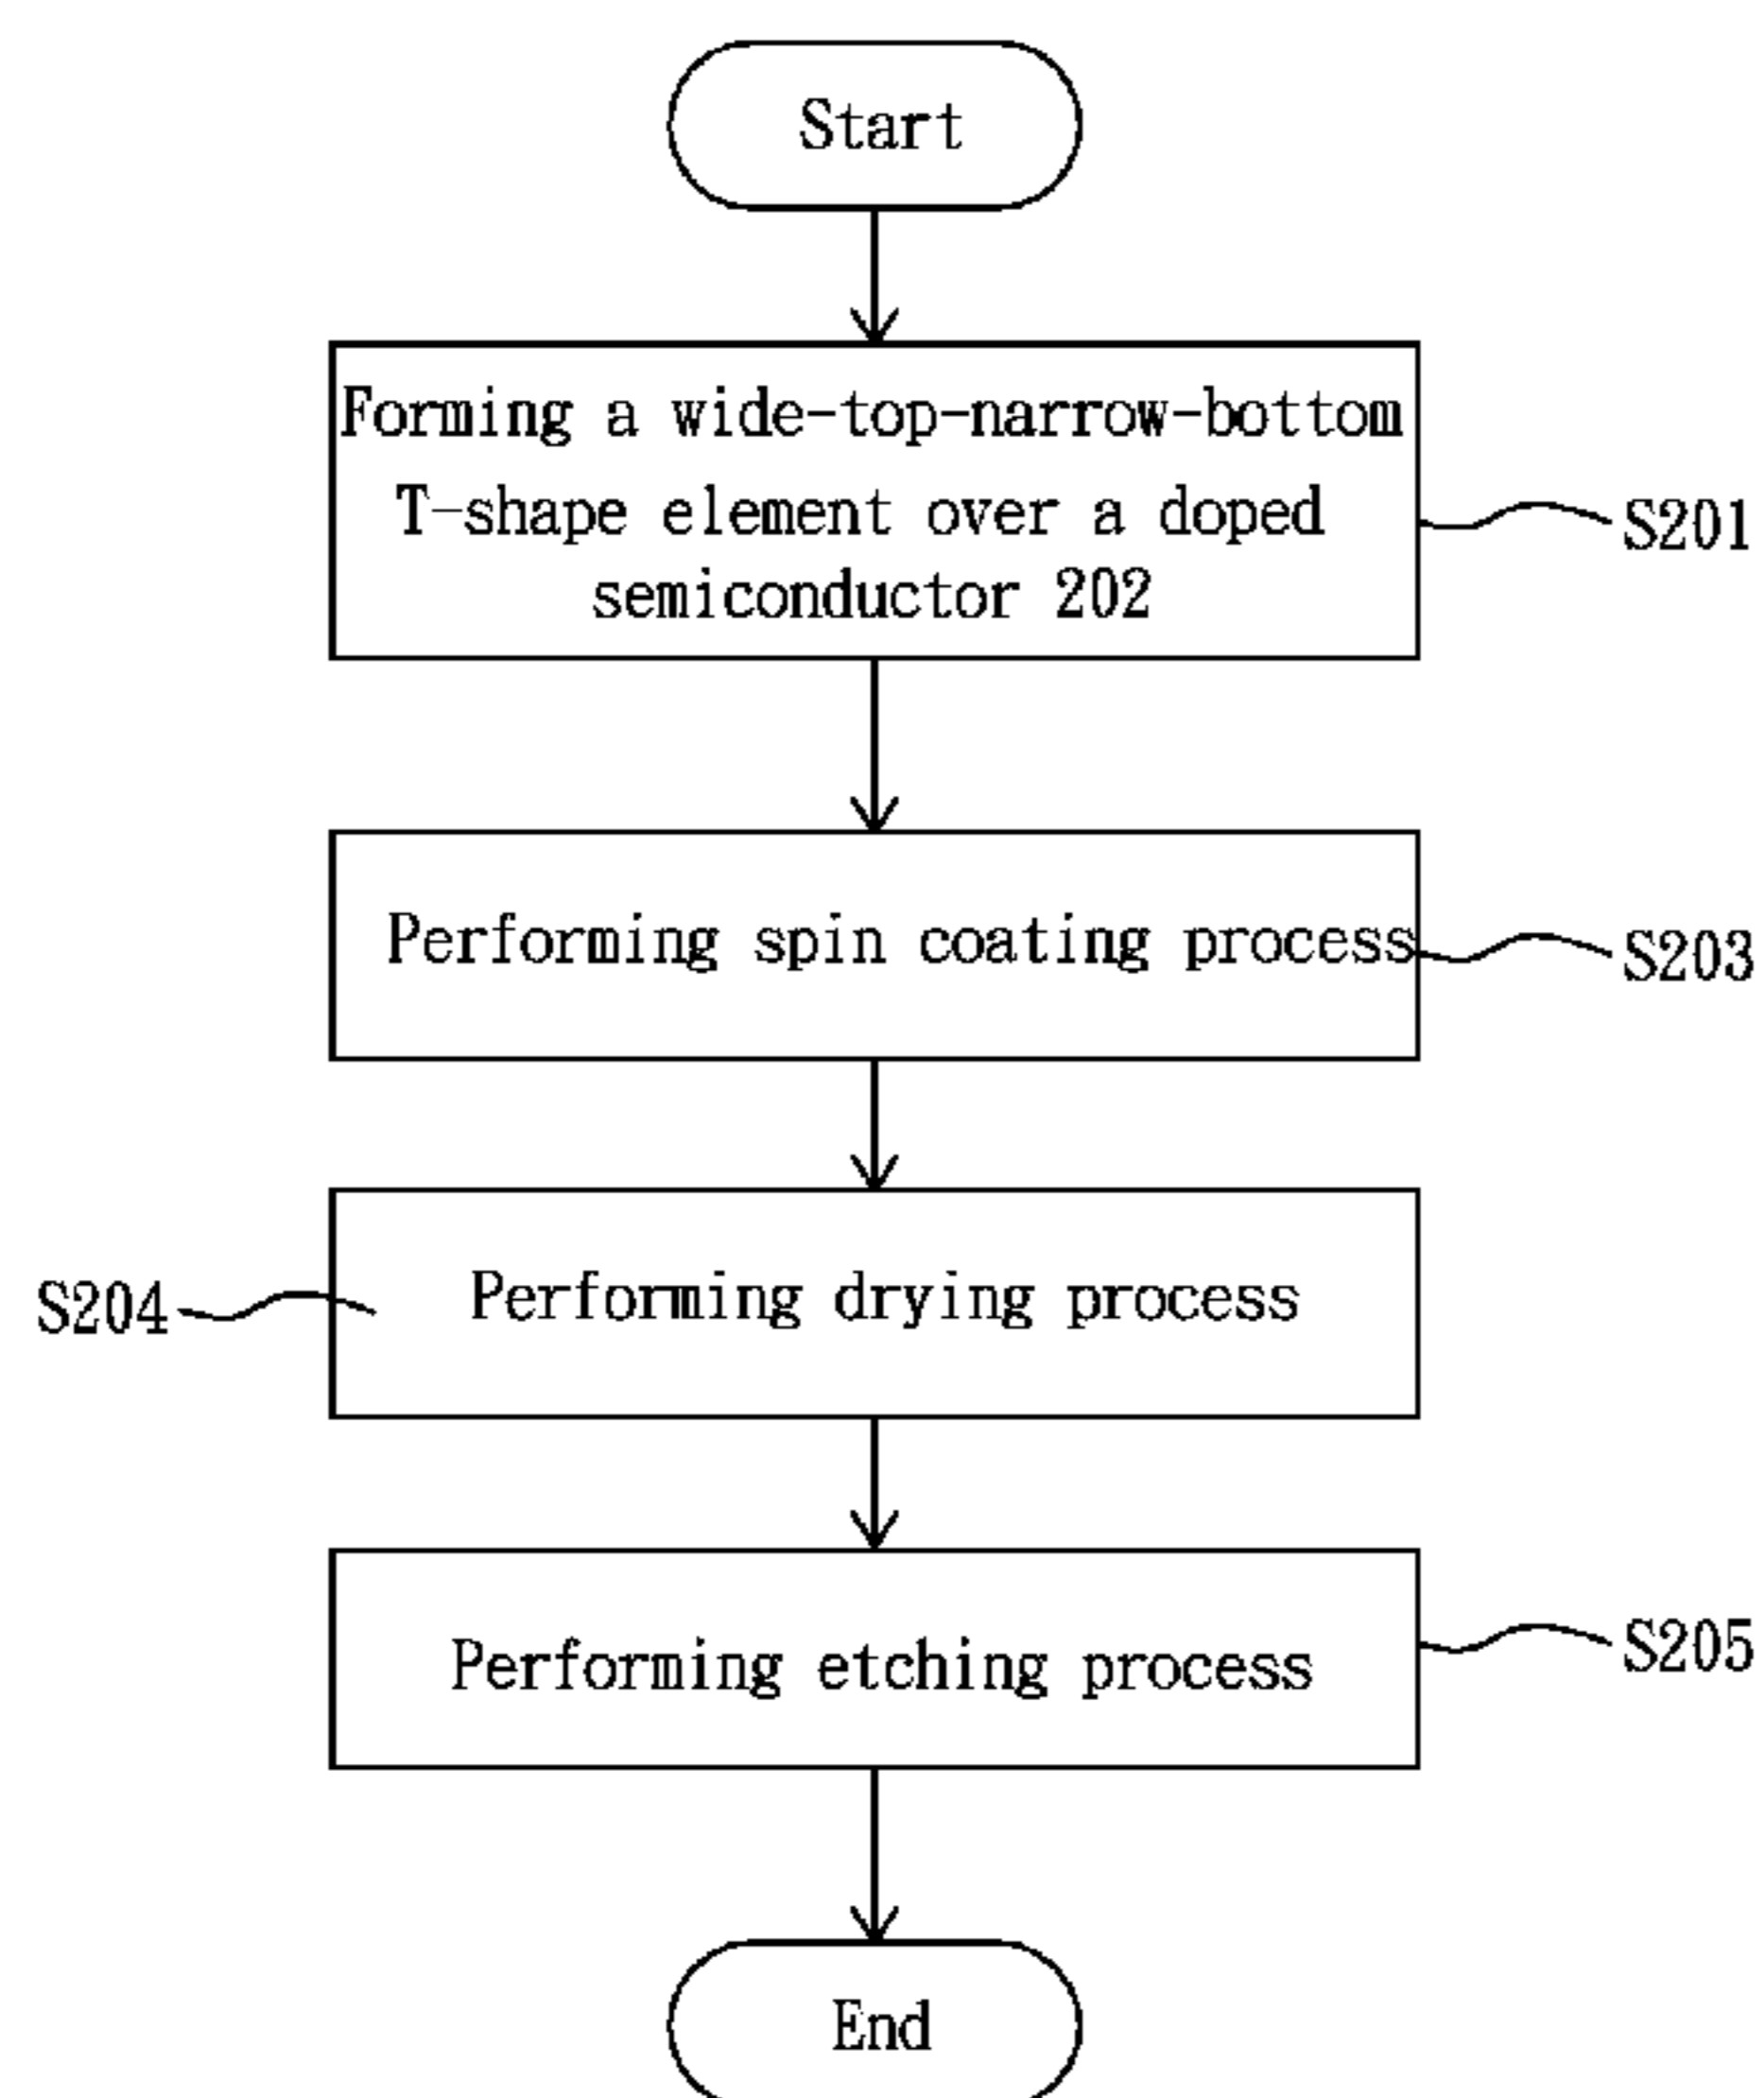 Start
Forming a wide-top-narrow-bottom
T-shape element over a doped
semiconductor 202
S201
Performing spin coating process
S203
Performing drying process
S204
Performing etching process
S205
End